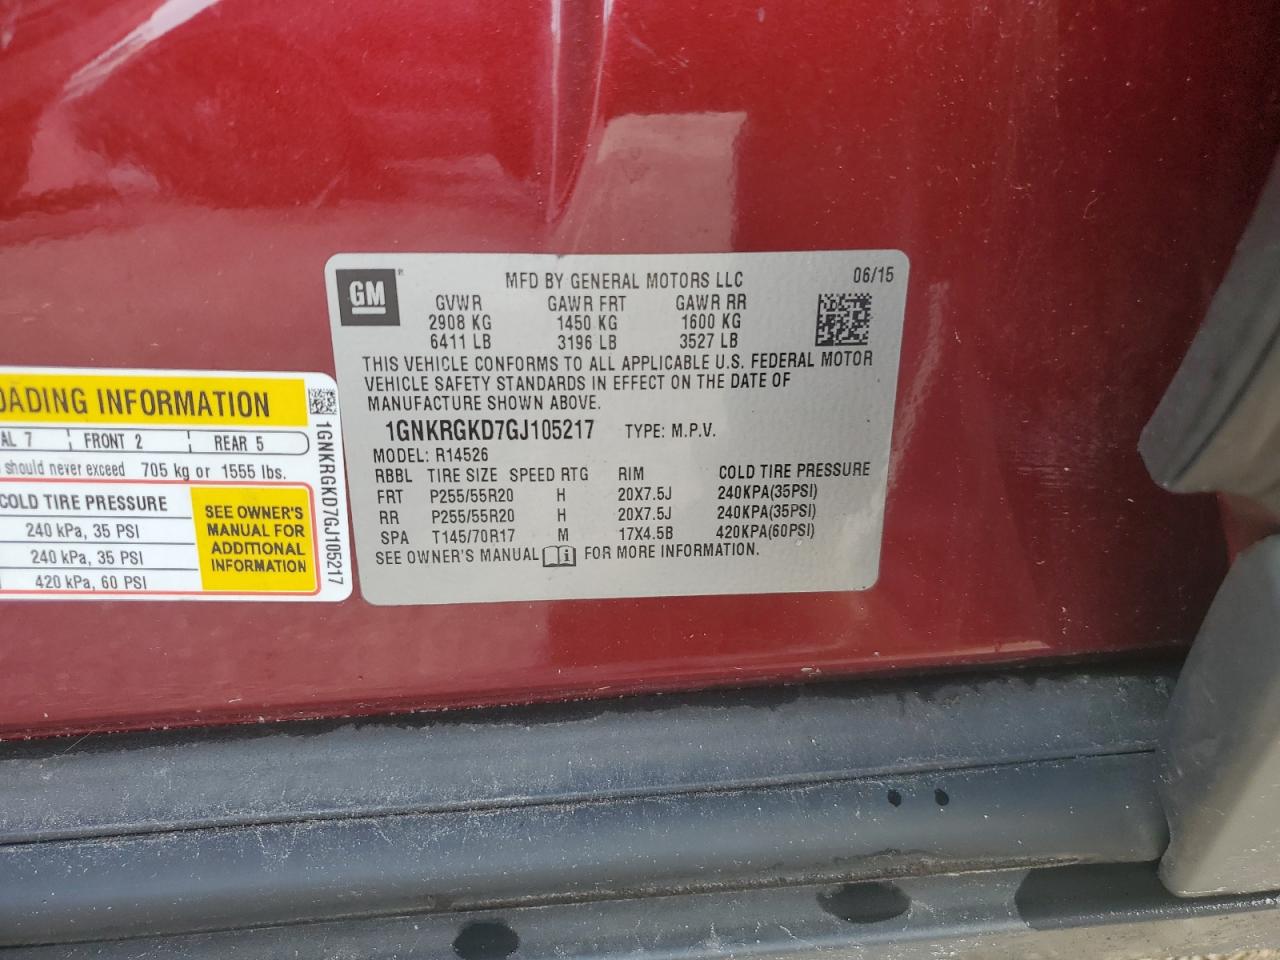 GM
MFD BY GENERAL MOTORS LLC 06/15
GVWR GAWR FRT GAWR RR
2908 KG 1450 KG 1600 KG
6411 LB 3196 LB 3527 LB
THIS VEHICLE CONFORMS TO ALL APPLICABLE U.S. FEDERAL MOTOR
VEHICLE SAFETY STANDARDS IN EFFECT ON THE DATE OF
MANUFACTURE SHOWN ABOVE.
1GNKRGKD7GJ105217 TYPE: M.P.V.
MODEL: R14526
RBBL TIRE SIZE SPEED RTG RIM COLD TIRE PRESSURE
FRT P255/55R20 H 20X7.5J 240KPA(35PSI)
RR P255/55R20 H 20X7.5J 240KPA(35PSI)
SPA T145/70R17 M 17X4.5B 420KPA(60PSI)
SEE OWNER'S MANUAL FOR MORE INFORMATION.
OADING INFORMATION
AL 7 FRONT 2 REAR 5
should never exceed 705 kg or 1555 lbs.
COLD TIRE PRESSURE
240 kPa, 35 PSI
240 kPa, 35 PSI
420 kPa, 60 PSI
SEE OWNER'S
MANUAL FOR
ADDITIONAL
INFORMATION
1GNKRGKD7GJ105217